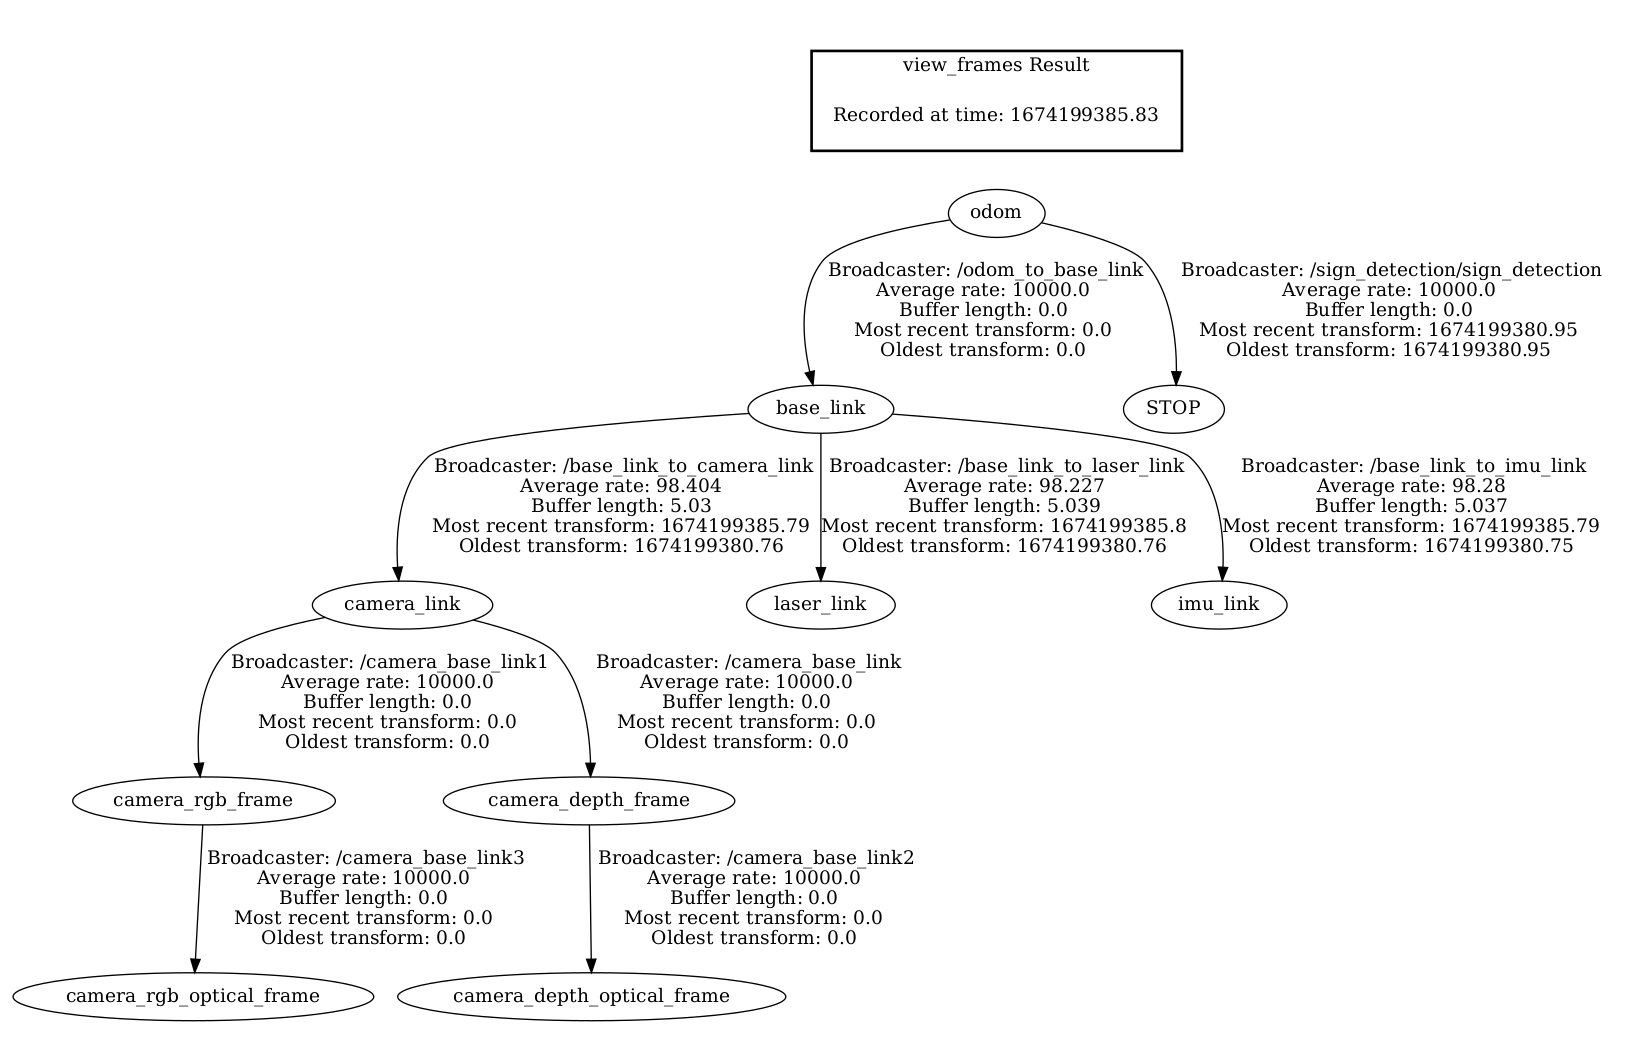 view_frames Result
Recorded at time: 1674199385.83
odom
Broadcaster: /odom_to_base_link
Average rate: 10000.0
Buffer length: 0.0
Most recent transform: 0.0
Oldest transform: 0.0
Broadcaster: /sign_detection/sign_detection
Average rate: 10000.0
Buffer length: 0.0
Most recent transform: 1674199380.95
Oldest transform: 1674199380.95
base_link
STOP
Broadcaster: /base_link_to_camera_link
Average rate: 98.404
Buffer length: 5.03
Most recent transform: 1674199385.79
Oldest transform: 1674199380.76
Broadcaster: /base_link_to_laser_link
Average rate: 98.227
Buffer length: 5.039
Most recent transform: 1674199385.8
Oldest transform: 1674199380.76
Broadcaster: /base_link_to_imu_link
Average rate: 98.28
Buffer length: 5.037
Most recent transform: 1674199385.79
Oldest transform: 1674199380.75
camera_link
laser_link
imu_link
Broadcaster: /camera_base_link1
Average rate: 10000.0
Buffer length: 0.0
Most recent transform: 0.0
Oldest transform: 0.0
Broadcaster: /camera_base_link
Average rate: 10000.0
Buffer length: 0.0
Most recent transform: 0.0
Oldest transform: 0.0
camera_rgb_frame
camera_depth_frame
Broadcaster: /camera_base_link3
Average rate: 10000.0
Buffer length: 0.0
Most recent transform: 0.0
Oldest transform: 0.0
Broadcaster: /camera_base_link2
Average rate: 10000.0
Buffer length: 0.0
Most recent transform: 0.0
Oldest transform: 0.0
camera_rgb_optical_frame
camera_depth_optical_frame